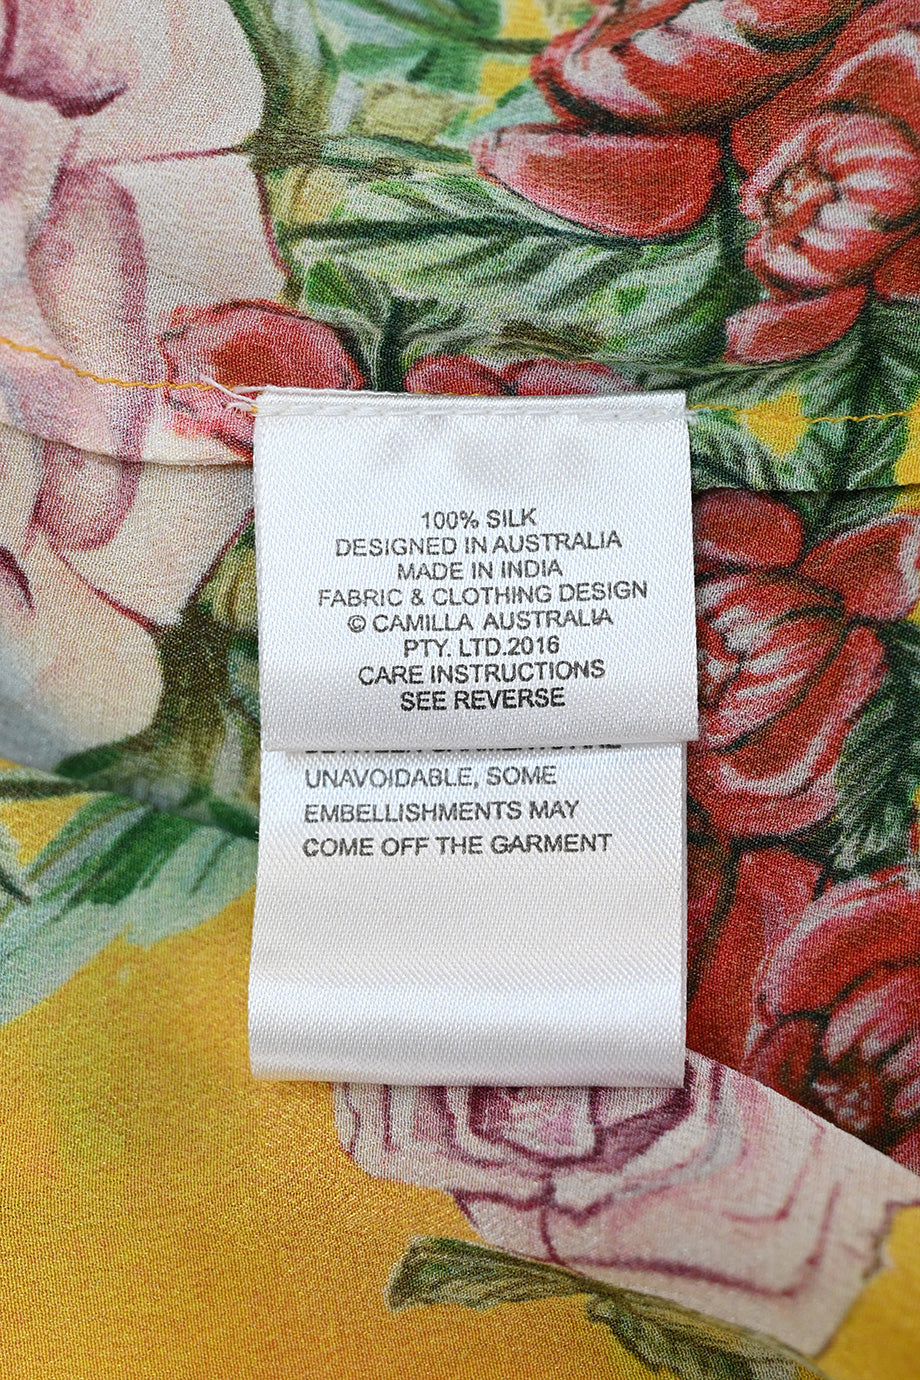 100% SILK
DESIGNED IN AUSTRALIA
MADE IN INDIA
FABRIC & CLOTHING DESIGN
© CAMILLA AUSTRALIA
PTY. LTD.2016
CARE INSTRUCTIONS
SEE REVERSE
UNAVOIDABLE, SOME
EMBELLISHMENTS MAY
COME OFF THE GARMENT